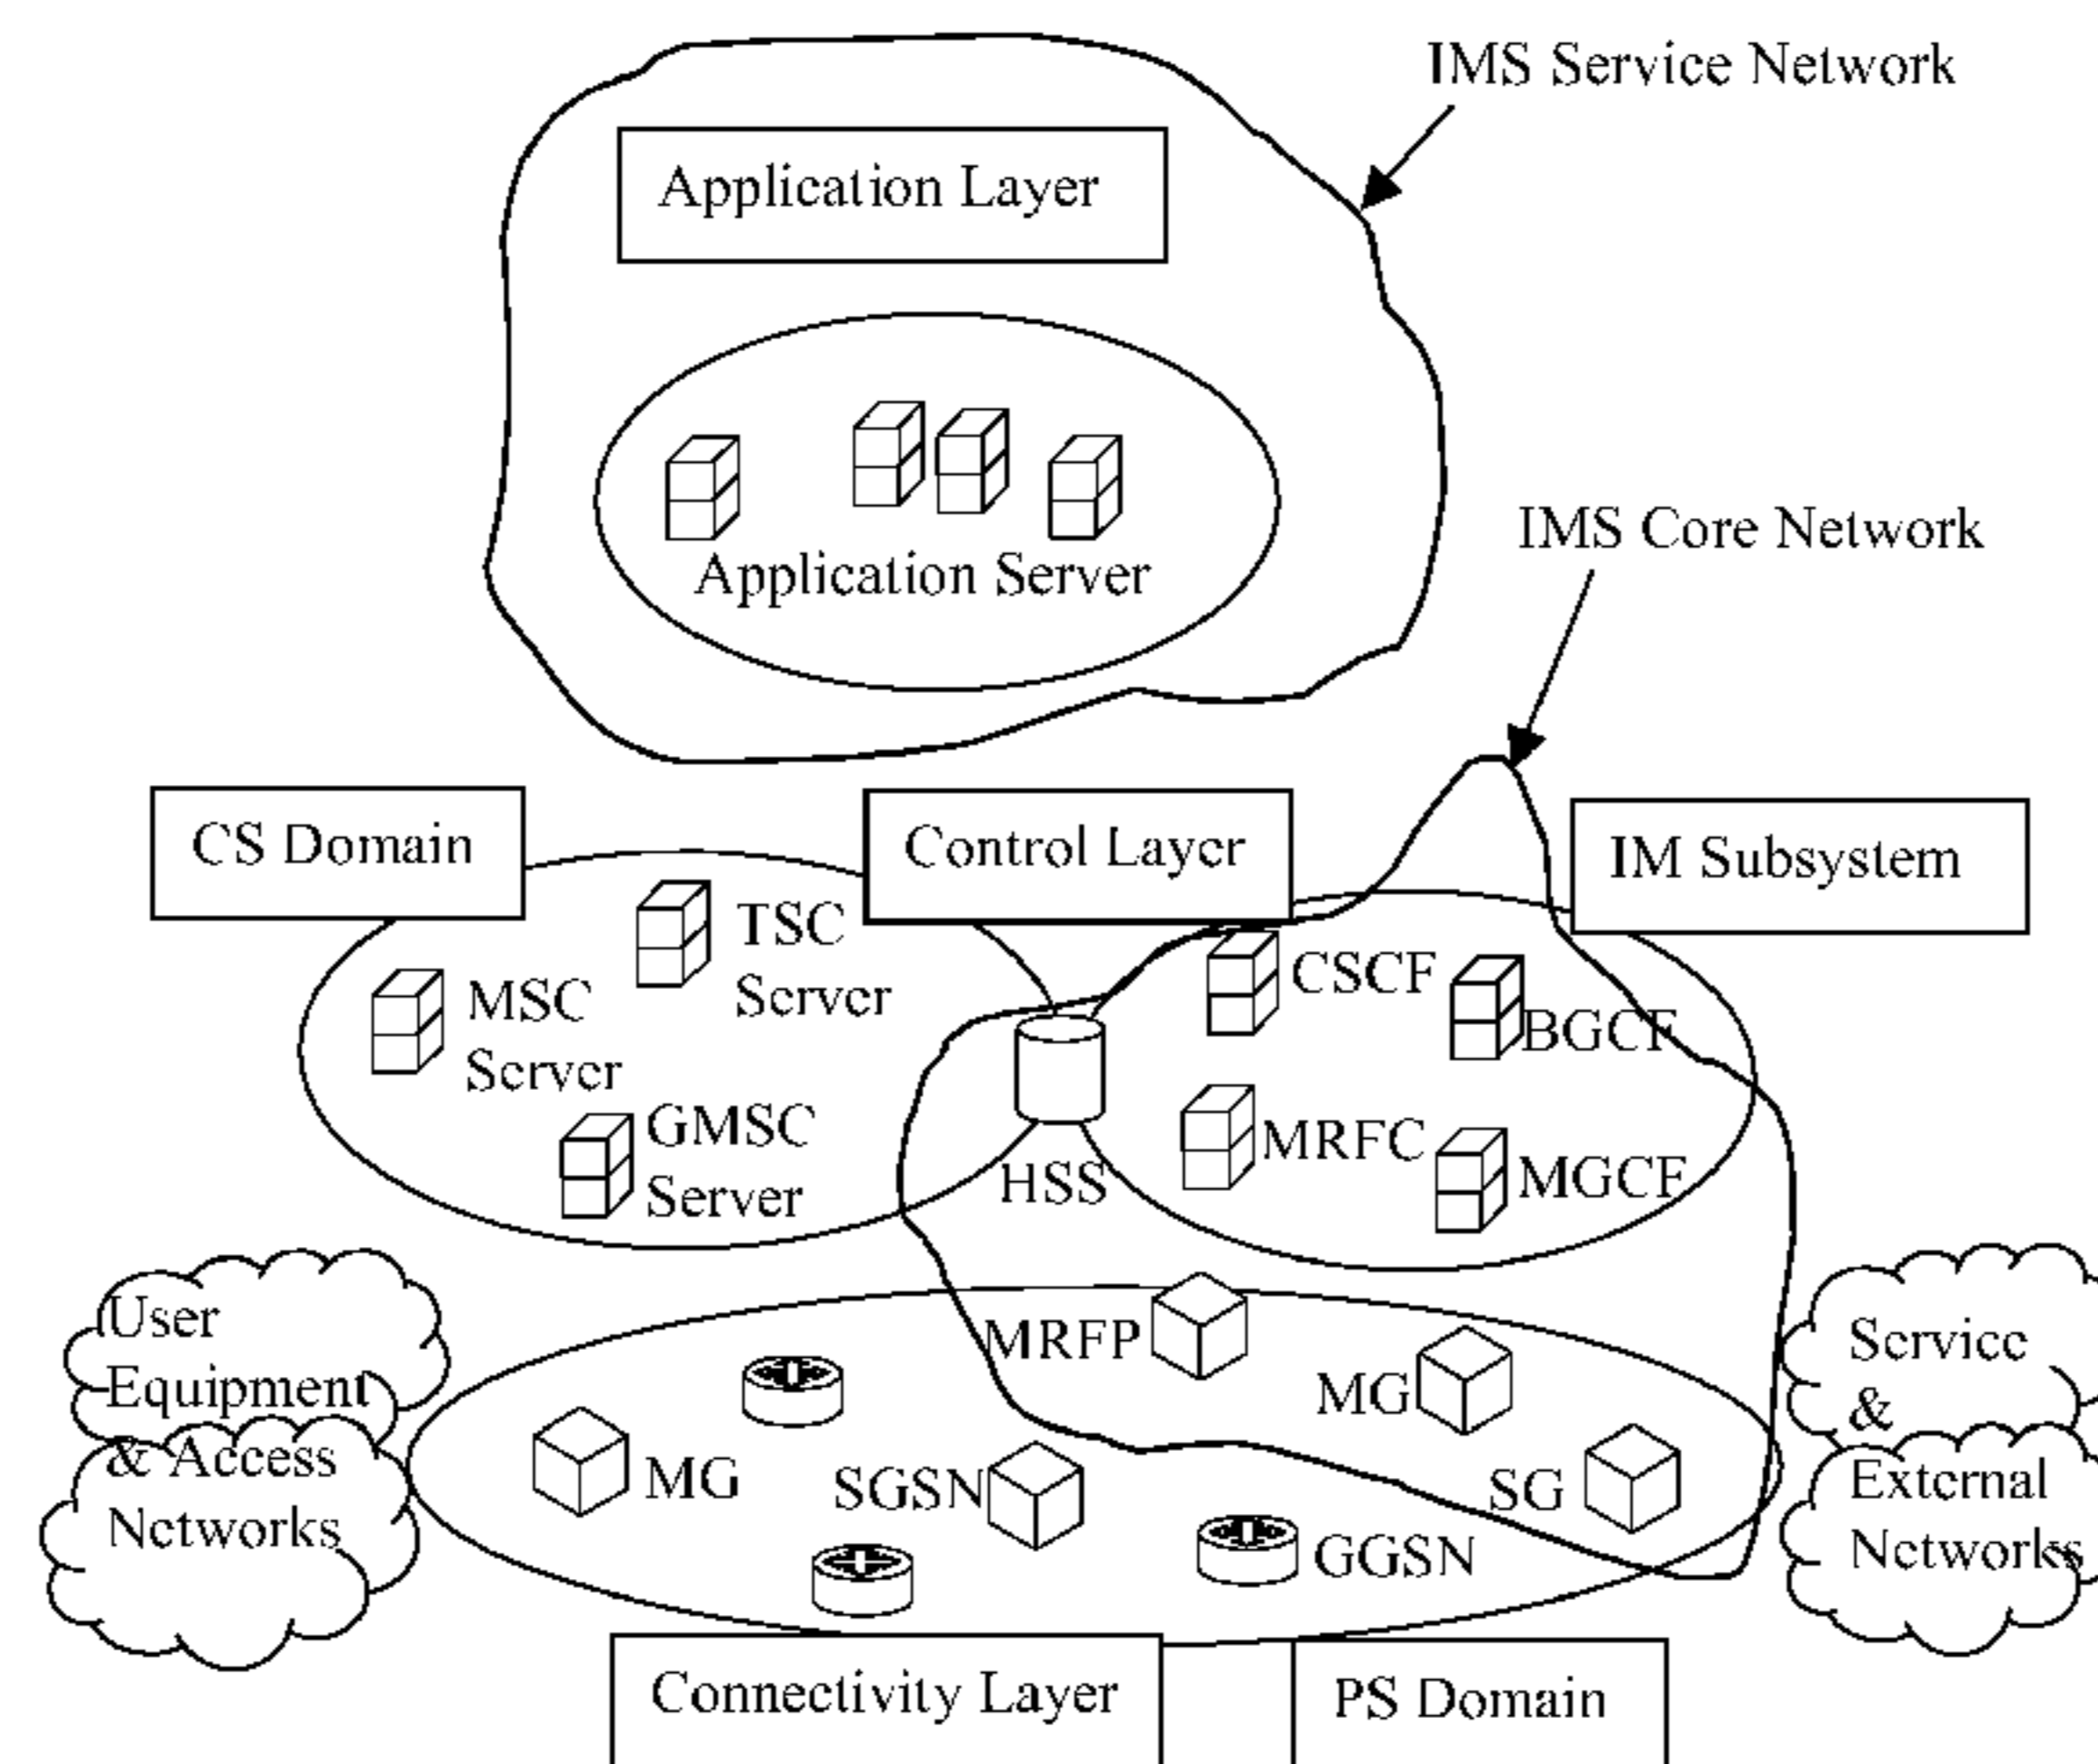 IMS Service Network
Application Layer
Application Server
IMS Core Network
CS Domain
Control Layer
IM Subsystem
TSC
Server
MSC
Server
GMSC
Server
HSS
CSCF
BGCF
MRFC
MGCF
User
Equipment
& Access
Networks
MRFP
MG
MG
SGSN
SG
GGSN
Service
&
External
Networks
Connectivity Layer
PS Domain